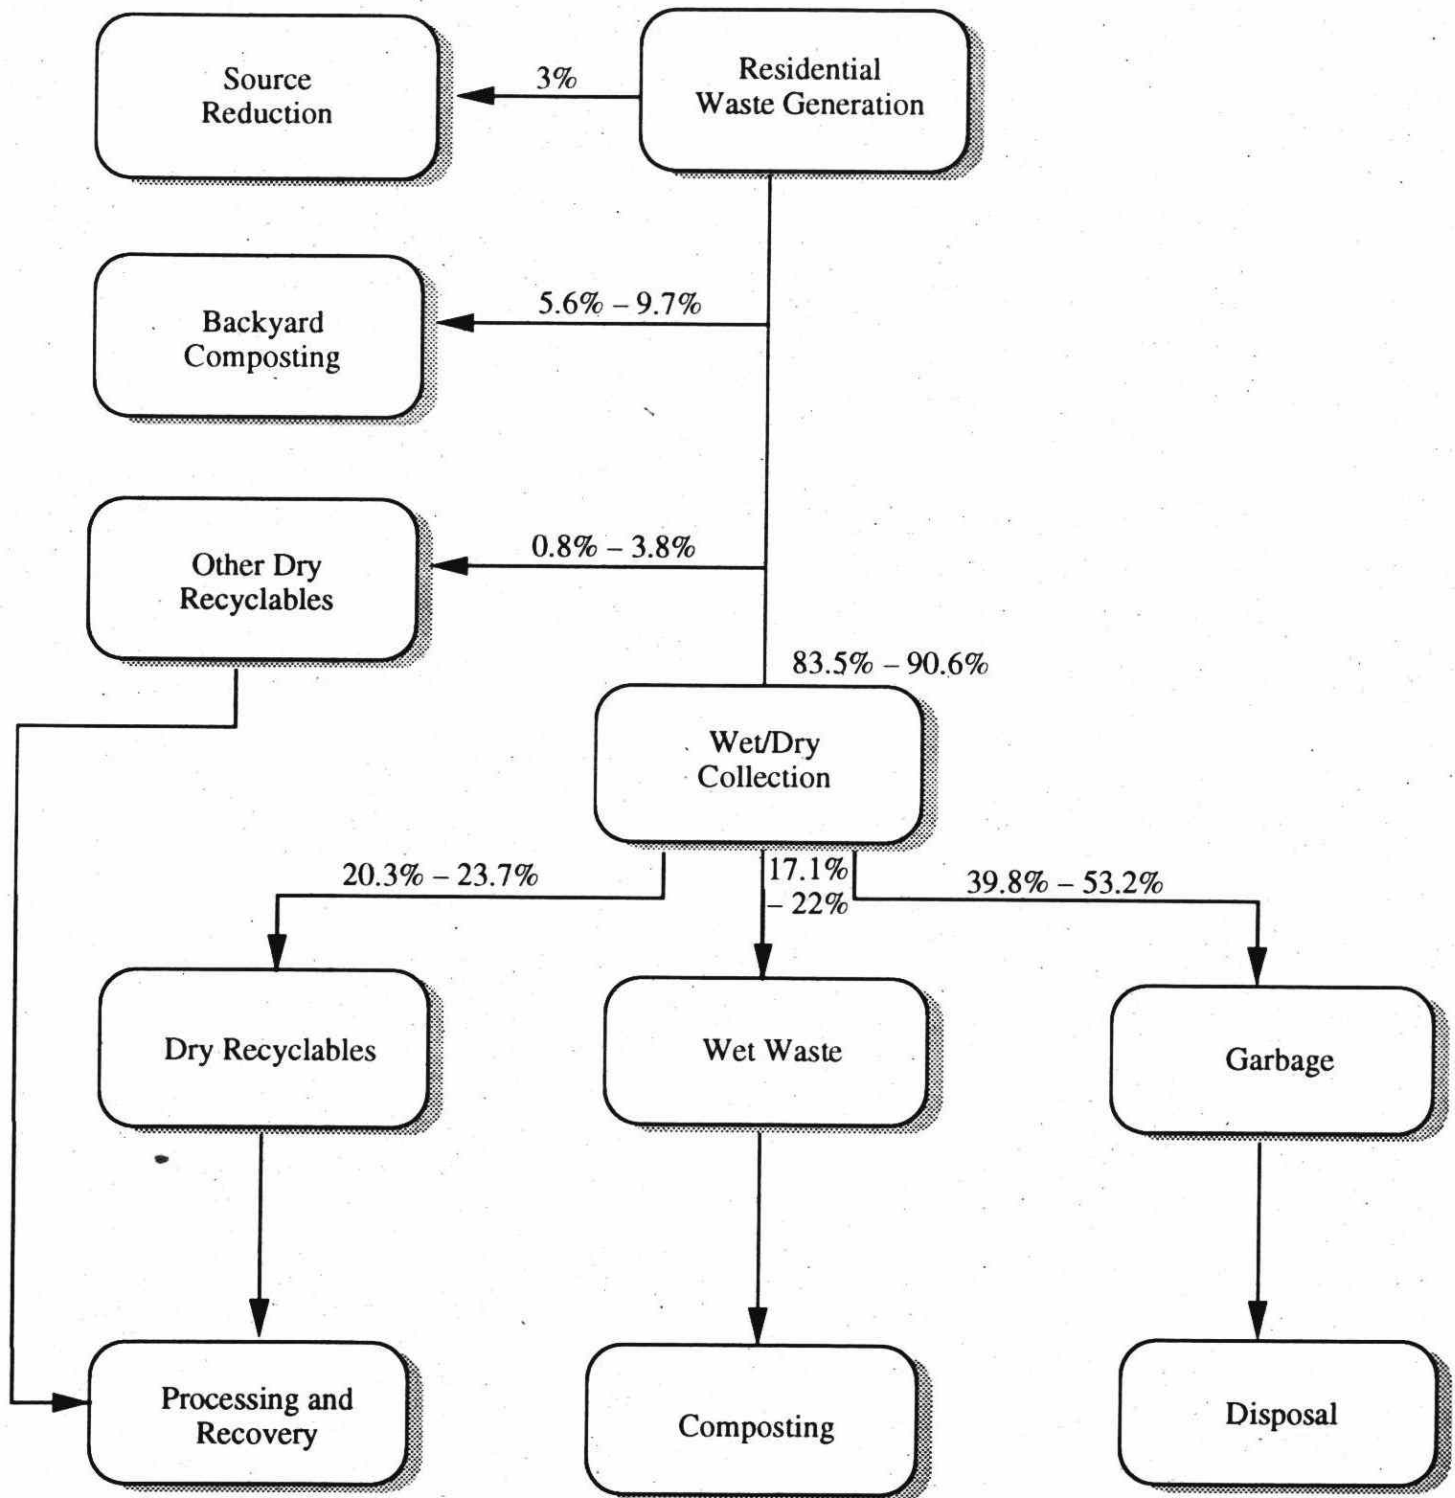 Source
Reduction
3%
Residential
Waste Generation
Backyard
Composting
5.6% – 9.7%
Other Dry
Recyclables
0.8% – 3.8%
83.5% – 90.6%
Wet/Dry
Collection
20.3% – 23.7%
17.1%
– 22%
39.8% – 53.2%
Dry Recyclables
Wet Waste
Garbage
Processing and
Recovery
Composting
Disposal